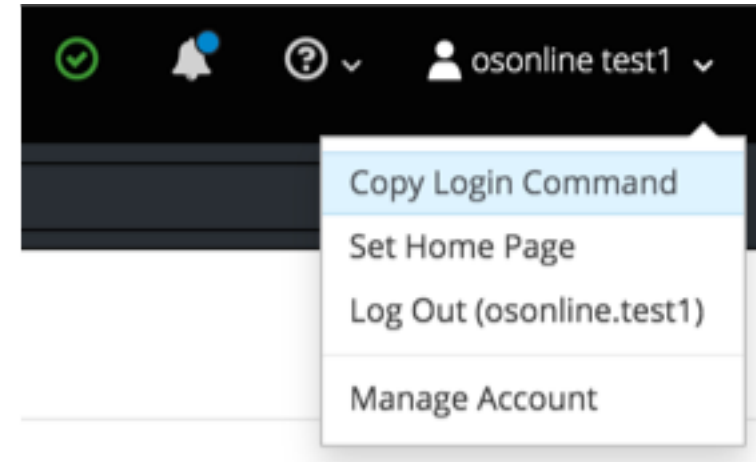 osonline test1
Copy Login Command
Set Home Page
Log Out (osonline.test1)
Manage Account